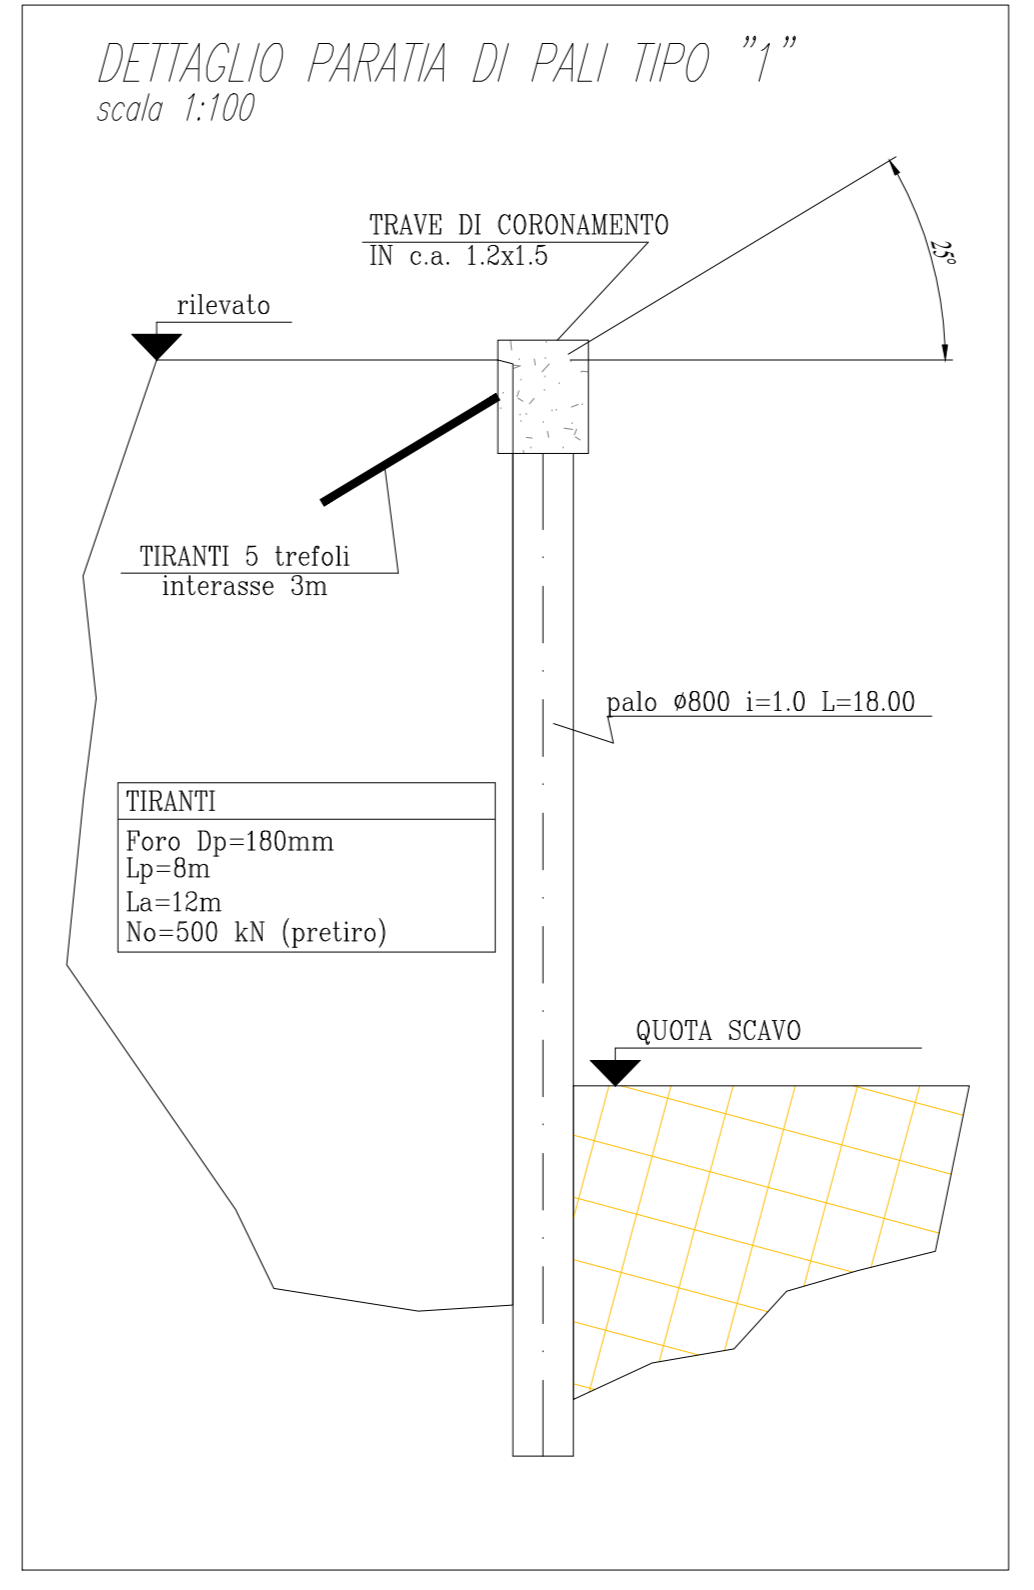 DETTAGLIO PARATIA DI PALI TIPO "1"
scala 1:100
TRAVE DI CORONAMENTO
IN c.a. 1.2x1.5
25°
rilevato
TIRANTI 5 trefoli
interasse 3m
palo ø800 i=1.0 L=18.00
TIRANTI
Foro Dp=180mm
Lp=8m
La=12m
No=500 kN (pretiro)
QUOTA SCAVO